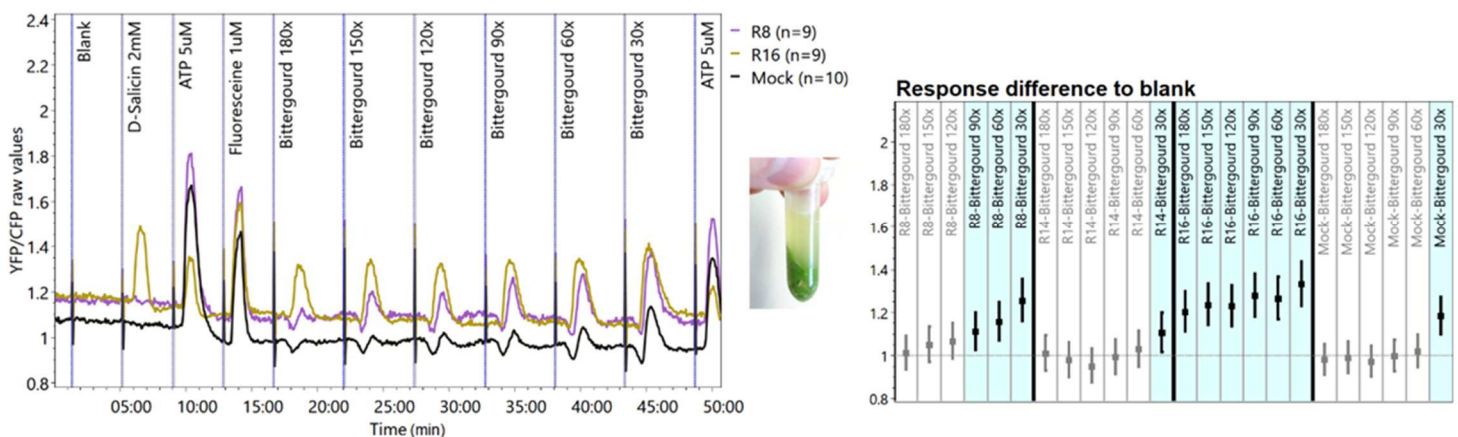 2.4
2.2
2
1.8
1.6
1.4
1.2
1
0.8
YFP/CFP raw values
Blank
D-Salicin 2mM
ATP 5uM
Fluoresceine 1uM
Bittergourd 180x
Bittergourd 150x
Bittergourd 120x
Bittergourd 90x
Bittergourd 60x
Bittergourd 30x
ATP 5uM
05:00 10:00 15:00 20:00 25:00 30:00 35:00 40:00 45:00 50:00
Time (min)
R8 (n=9)
R16 (n=9)
Mock (n=10)
Response difference to blank
2
1.8
1.6
1.4
1.2
1
0.8
R8-Bittergourd 180x
R8-Bittergourd 150x
R8-Bittergourd 120x
R8-Bittergourd 90x
R8-Bittergourd 60x
R8-Bittergourd 30x
R14-Bittergourd 180x
R14-Bittergourd 150x
R14-Bittergourd 120x
R14-Bittergourd 90x
R14-Bittergourd 60x
R14-Bittergourd 30x
R16-Bittergourd 180x
R16-Bittergourd 150x
R16-Bittergourd 120x
R16-Bittergourd 90x
R16-Bittergourd 60x
R16-Bittergourd 30x
Mock-Bittergourd 180x
Mock-Bittergourd 150x
Mock-Bittergourd 120x
Mock-Bittergourd 90x
Mock-Bittergourd 60x
Mock-Bittergourd 30x